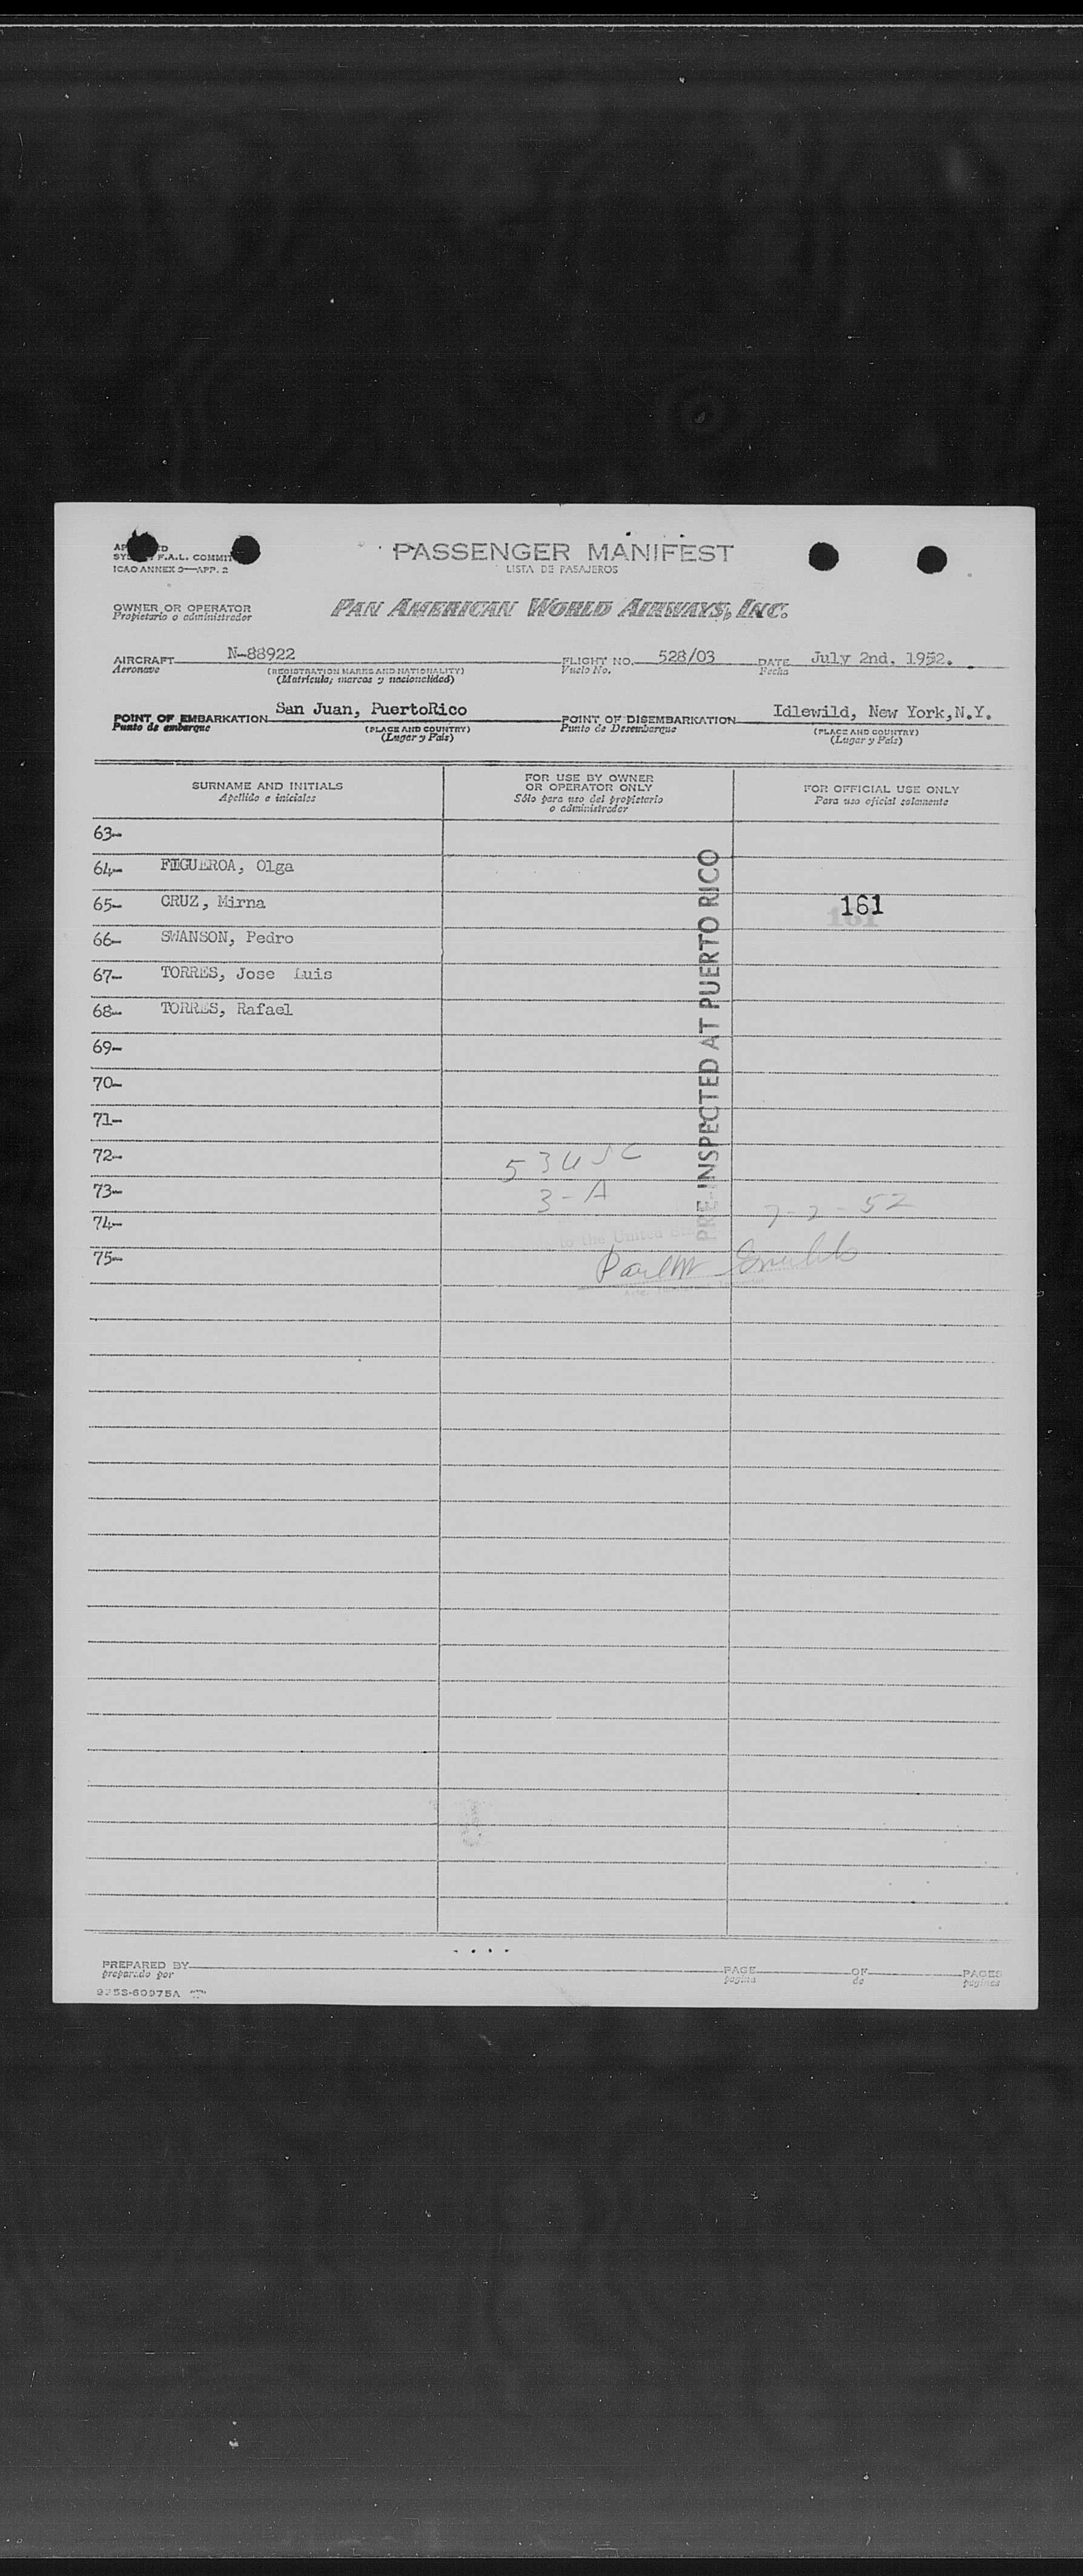 PASSENGER MANIFEST
LISTA DE PASAJEROS
F.A.L.
ICAO ANNEX 9—APP. 2
OWNER OR OPERATOR
Propietario o administrador
PAN AMERICAN WORLD AIRWAYS, INC.
AIRCRAFT N-88922 FLIGHT NO. 528/03 DATE July 2nd, 1952.
Aeronave (REGISTRATION MARKS AND NATIONALITY) Vuelo No. Fecha
(Matrícula; marcas y nacionalidad)
POINT OF EMBARKATION San Juan, PuertoRico POINT OF DISEMBARKATION Idlewild, New York,N.Y.
Punto de embarque (PLACE AND COUNTRY) Punto de Desembarque (PLACE AND COUNTRY)
(Lugar y País) (Lugar y País)
SURNAME AND INITIALS
Apellido e iniciales
FOR USE BY OWNER
OR OPERATOR ONLY
Sólo para uso del propietario
o administrador
FOR OFFICIAL USE ONLY
Para uso oficial solamente
63-
64- FIGUEROA, Olga
65- CRUZ, Mirna 161
66- SWANSON, Pedro
67- TORRES, Jose Luis
68- TORRES, Rafael
69-
70-
71-
72- 53 USC
73- 3-A
74- 7-2-52
75-
PRE-INSPECTED AT PUERTO RICO
to the United
Paul M
PREPARED BY PAGE OF PAGES
preparado por página de páginas